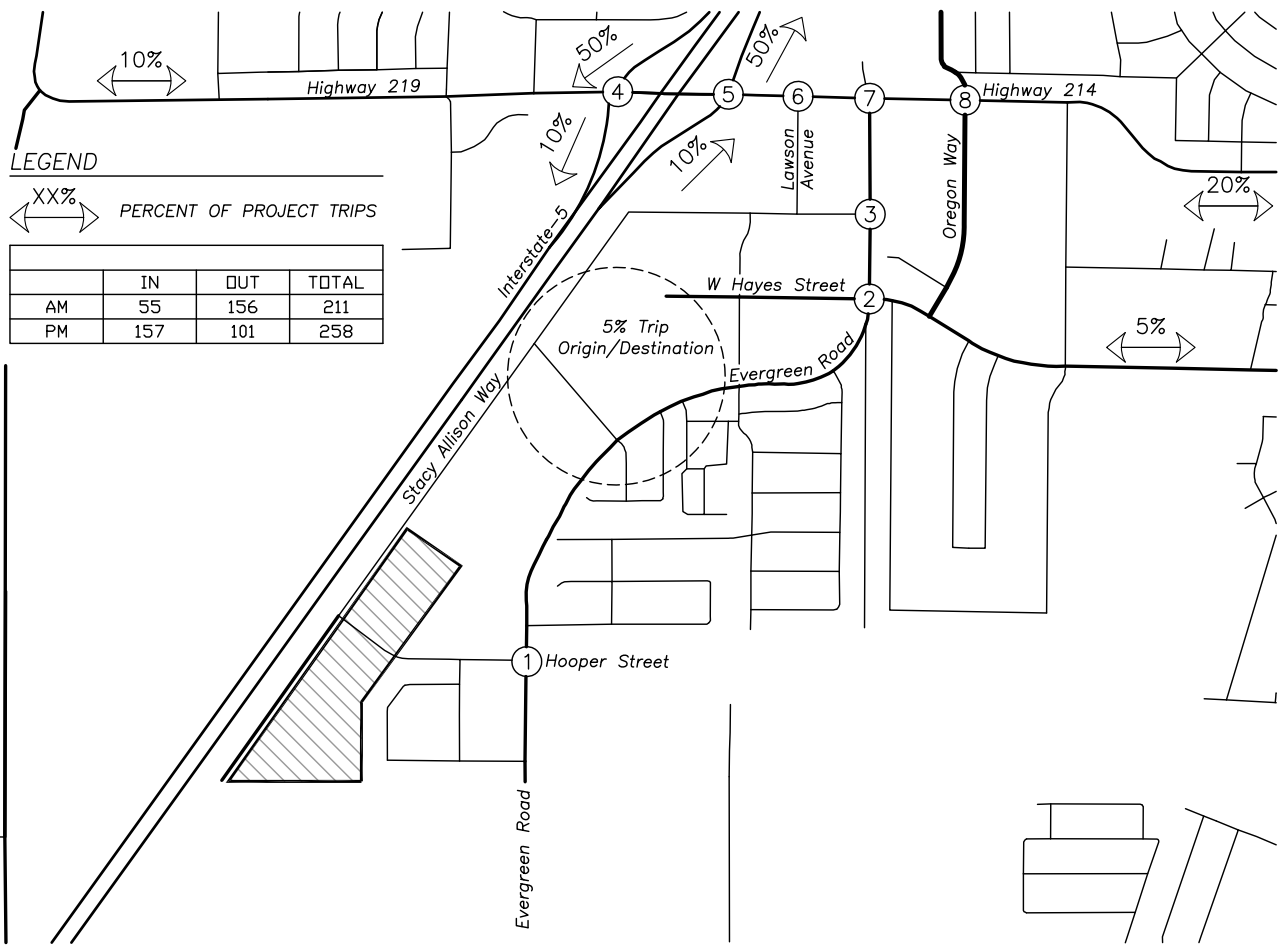 10%
50%
50%
Highway 219
4
5
6
7
8
Highway 214
10%
10%
Lawson
Avenue
Oregon Way
20%
LEGEND
XX%
PERCENT OF PROJECT TRIPS
IN OUT TOTAL
AM 55 156 211
PM 157 101 258
3
Interstate-5
W Hayes Street
2
5% Trip
Origin/Destination
5%
Evergreen Road
Stacy Allison Way
1
Hooper Street
Evergreen Road